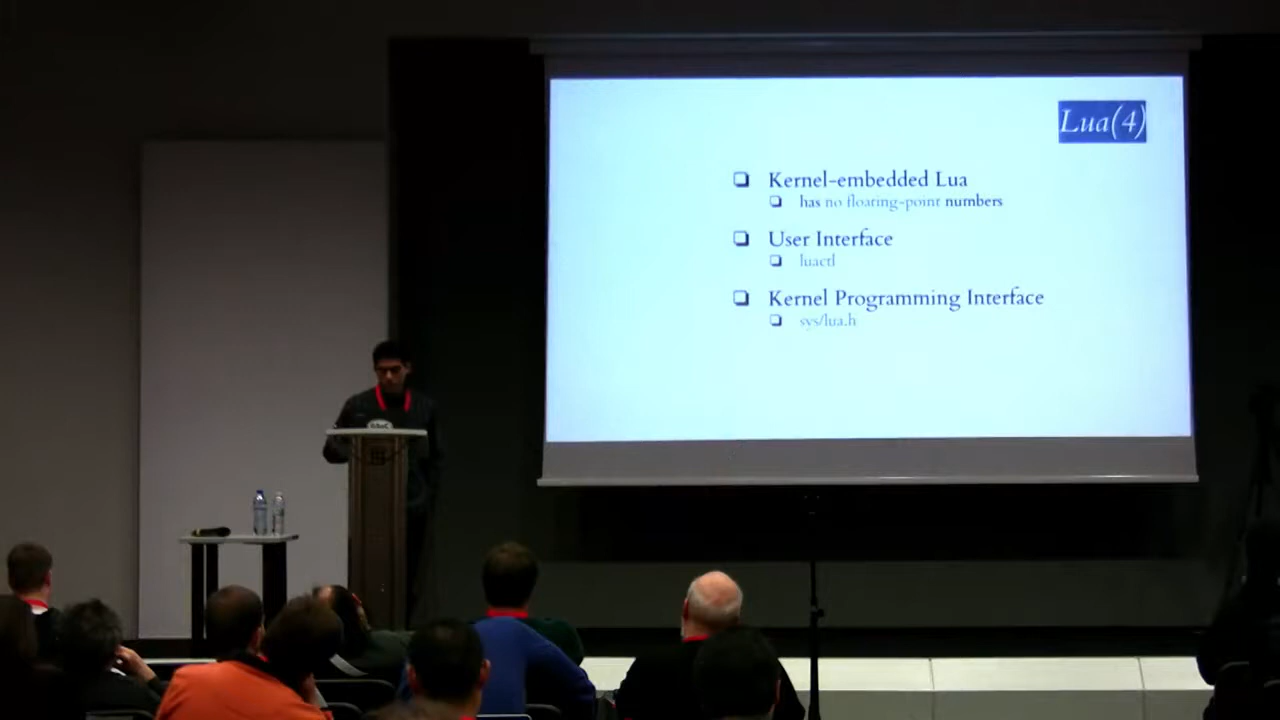 Lua(4)
Kernel-embedded Lua
has no floating-point numbers
User Interface
luactl
Kernel Programming Interface
sys/lua.h